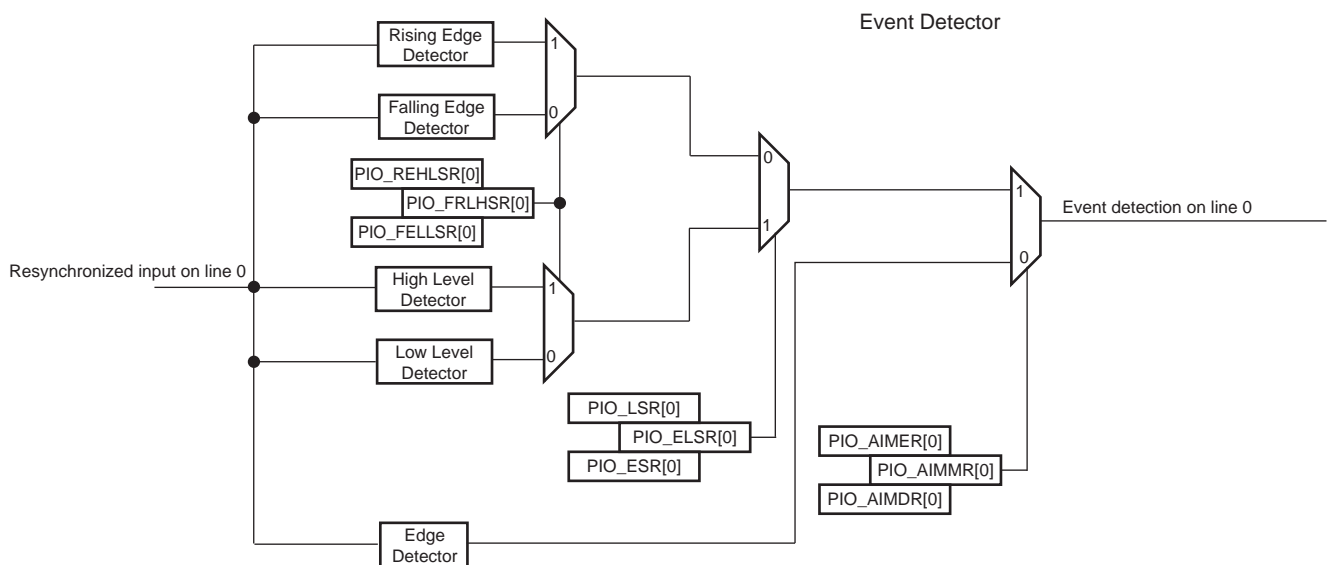 Event Detector
Rising Edge
Detector
1
Falling Edge
Detector
0
PIO_REHLSR[0]
PIO_FRLHSR[0]
PIO_FELLSR[0]
0
1
1
0
Event detection on line 0
Resynchronized input on line 0
High Level
Detector
1
Low Level
Detector
0
PIO_LSR[0]
PIO_ELSR[0]
PIO_ESR[0]
PIO_AIMER[0]
PIO_AIMMR[0]
PIO_AIMDR[0]
Edge
Detector